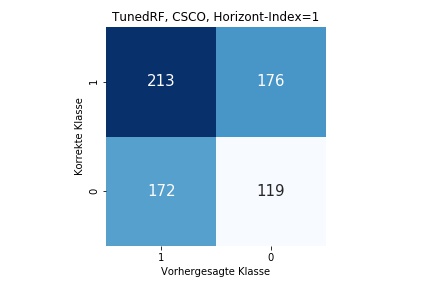 TunedRF, CSCO, Horizont-Index=1
Korrekte Klasse
1
213
176
0
172
119
1
0
Vorhergesagte Klasse